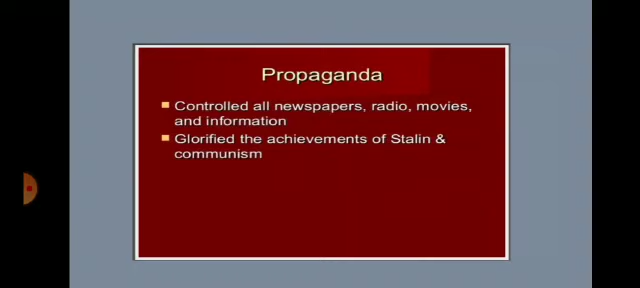 Propaganda
Controlled all newspapers, radio, movies,
and information
Glorified the achievements of Stalin &
communism